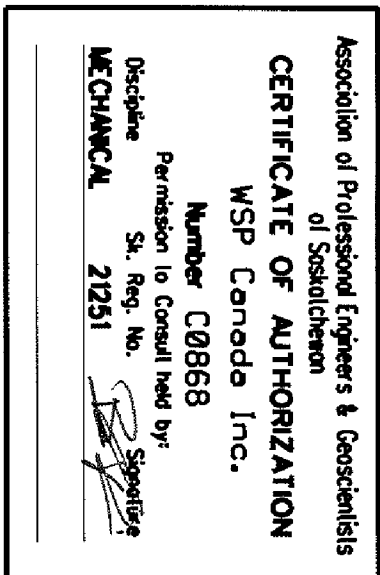 Association of Professional Engineers & Geoscientists
of Saskatchewan
CERTIFICATE OF AUTHORIZATION
WSP Canada Inc.
Number C0868
Permission to Consult held by:
Discipline Sk. Reg. No. Signature
MECHANICAL 21251